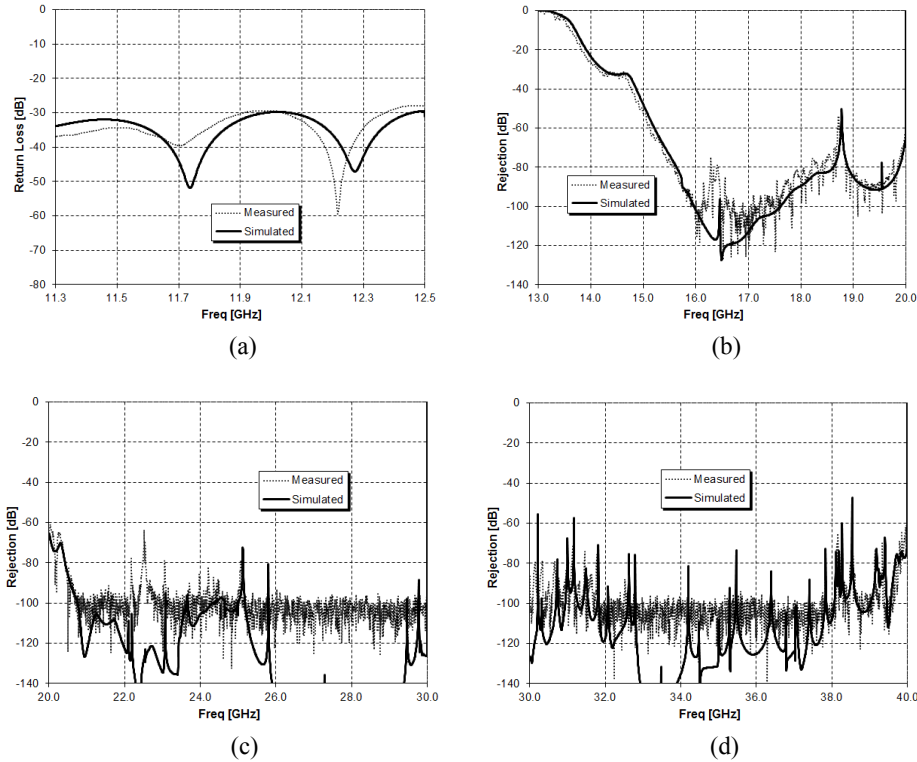 0
-10
-20
-30
-40
-50
-60
-70
-80
Return Loss [dB]
Measured
Simulated
11.3 11.5 11.7 11.9 12.1 12.3 12.5
Freq [GHz]
(a)
0
-20
-40
-60
-80
-100
-120
-140
Rejection [dB]
Measured
Simulated
13.0 14.0 15.0 16.0 17.0 18.0 19.0 20.0
Freq [GHz]
(b)
0
-20
-40
-60
-80
-100
-120
-140
Rejection [dB]
Measured
Simulated
20.0 22.0 24.0 26.0 28.0 30.0
Freq [GHz]
(c)
0
-20
-40
-60
-80
-100
-120
-140
Rejection [dB]
Measured
Simulated
30.0 32.0 34.0 36.0 38.0 40.0
Freq [GHz]
(d)